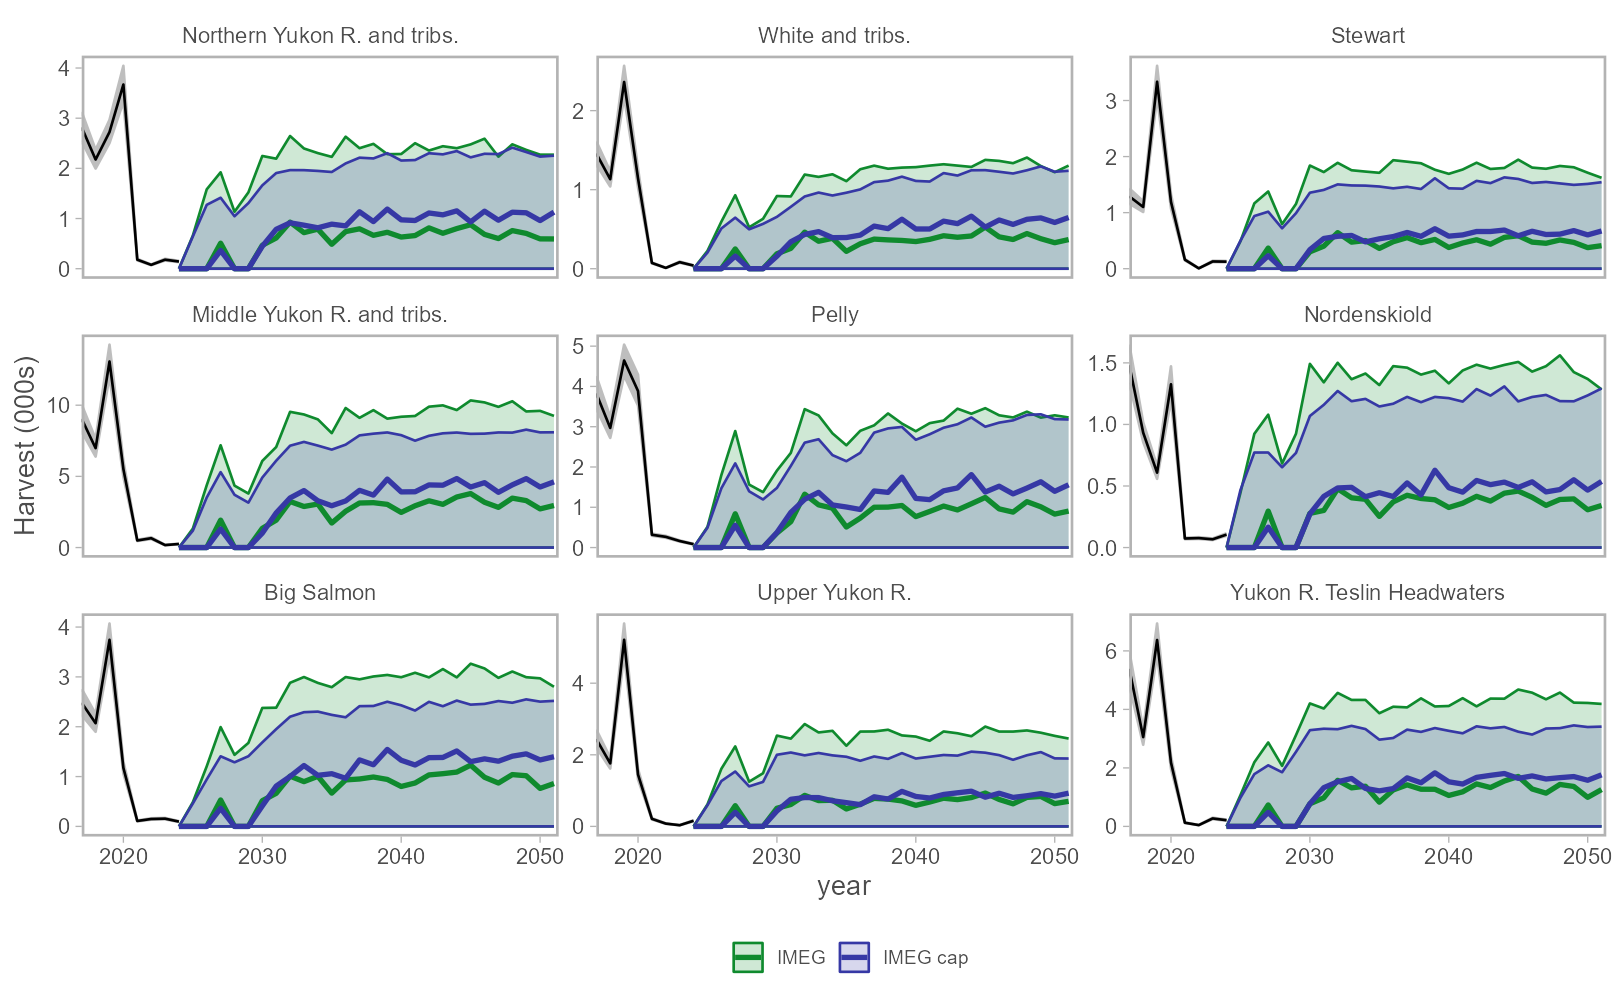 Northern Yukon R. and tribs. White and tribs. Stewart
4 3 2 1 0
2 1 0
3 2 1 0
Middle Yukon R. and tribs. Pelly Nordenskiold
Harvest (000s)
10 5 0
5 4 3 2 1 0
1.5 1.0 0.5 0.0
Big Salmon Upper Yukon R. Yukon R. Teslin Headwaters
4 3 2 1 0
4 2 0
6 4 2 0
2020 2030 2040 2050 2020 2030 2040 2050 2020 2030 2040 2050
year
IMEG IMEG cap